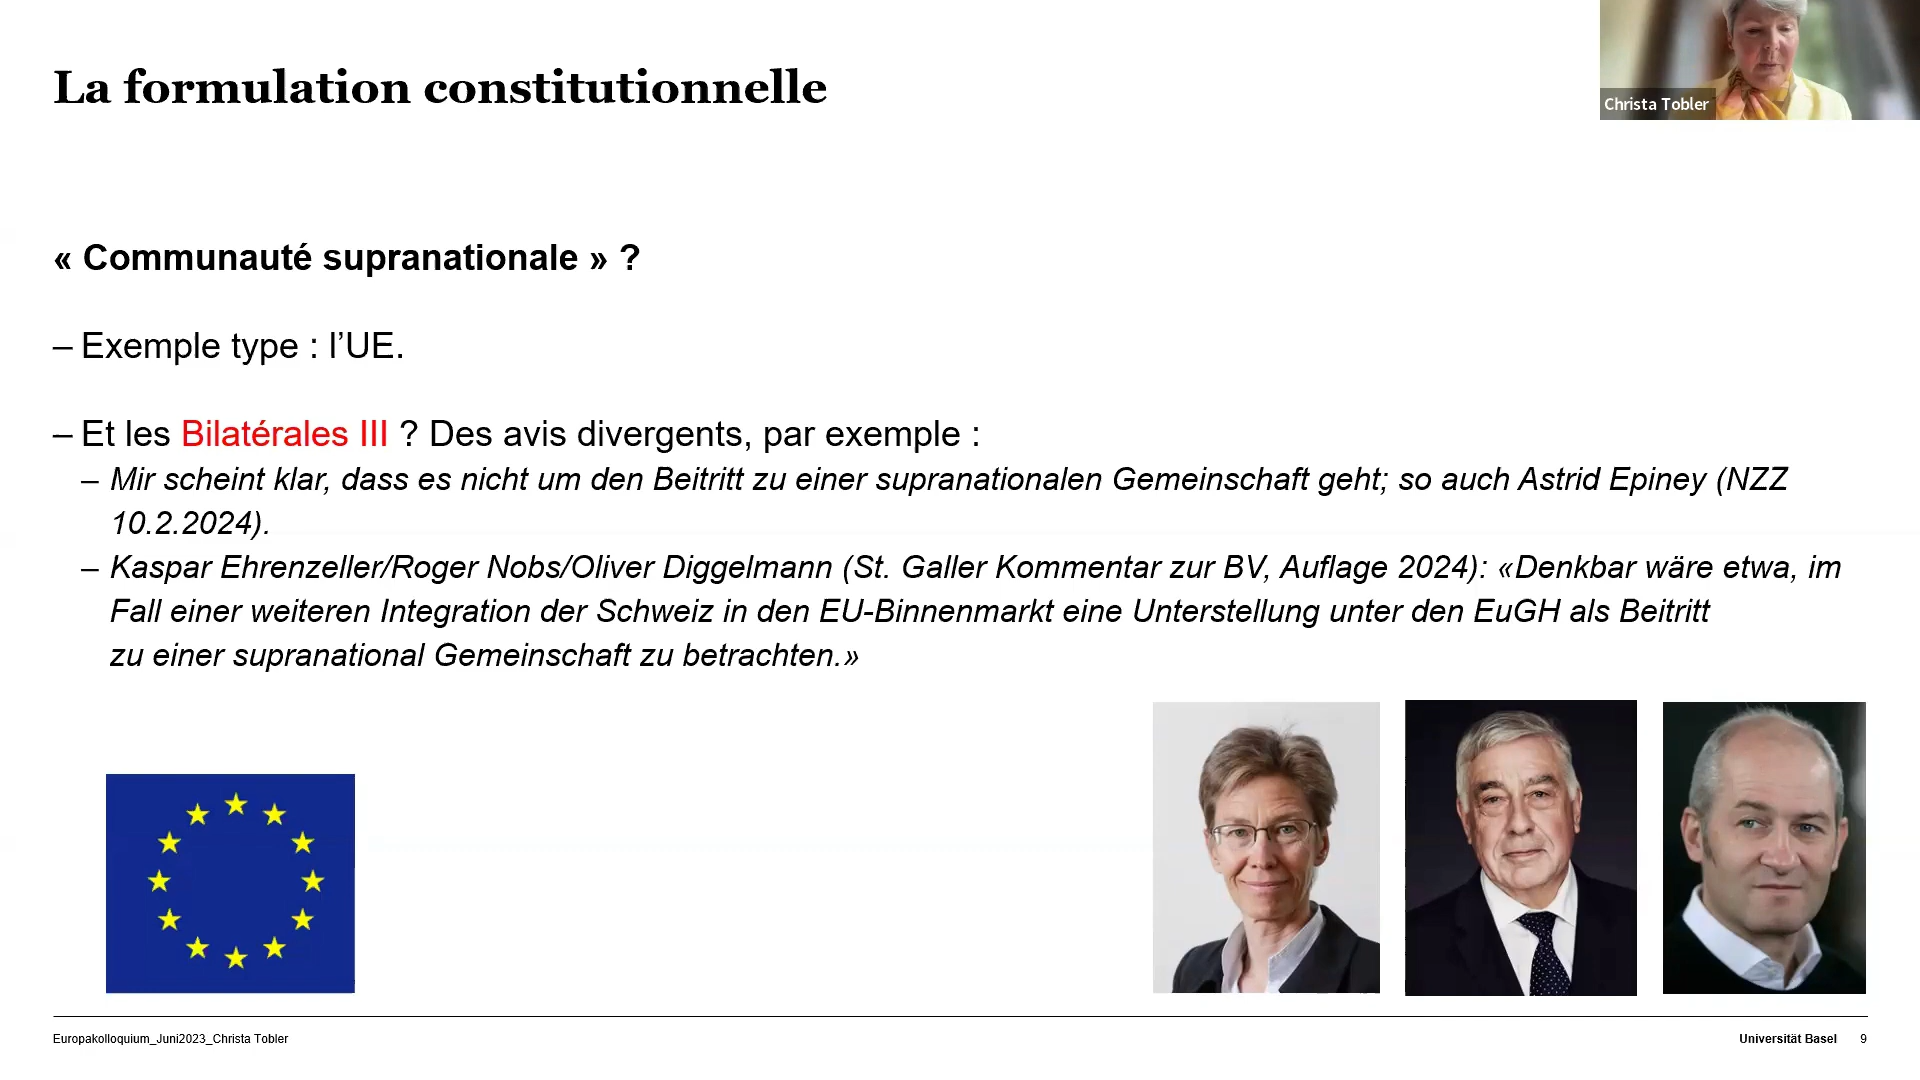 La formulation constitutionnelle
Christa Tobler
« Communauté supranationale » ?
– Exemple type : l’UE.
– Et les Bilatérales III ? Des avis divergents, par exemple :
– Mir scheint klar, dass es nicht um den Beitritt zu einer supranationalen Gemeinschaft geht; so auch Astrid Epiney (NZZ
10.2.2024).
– Kaspar Ehrenzeller/Roger Nobs/Oliver Diggelmann (St. Galler Kommentar zur BV, Auflage 2024): «Denkbar wäre etwa, im
Fall einer weiteren Integration der Schweiz in den EU-Binnenmarkt eine Unterstellung unter den EuGH als Beitritt
zu einer supranational Gemeinschaft zu betrachten.»
Europakolloquium_Juni2023_Christa Tobler
Universität Basel 9